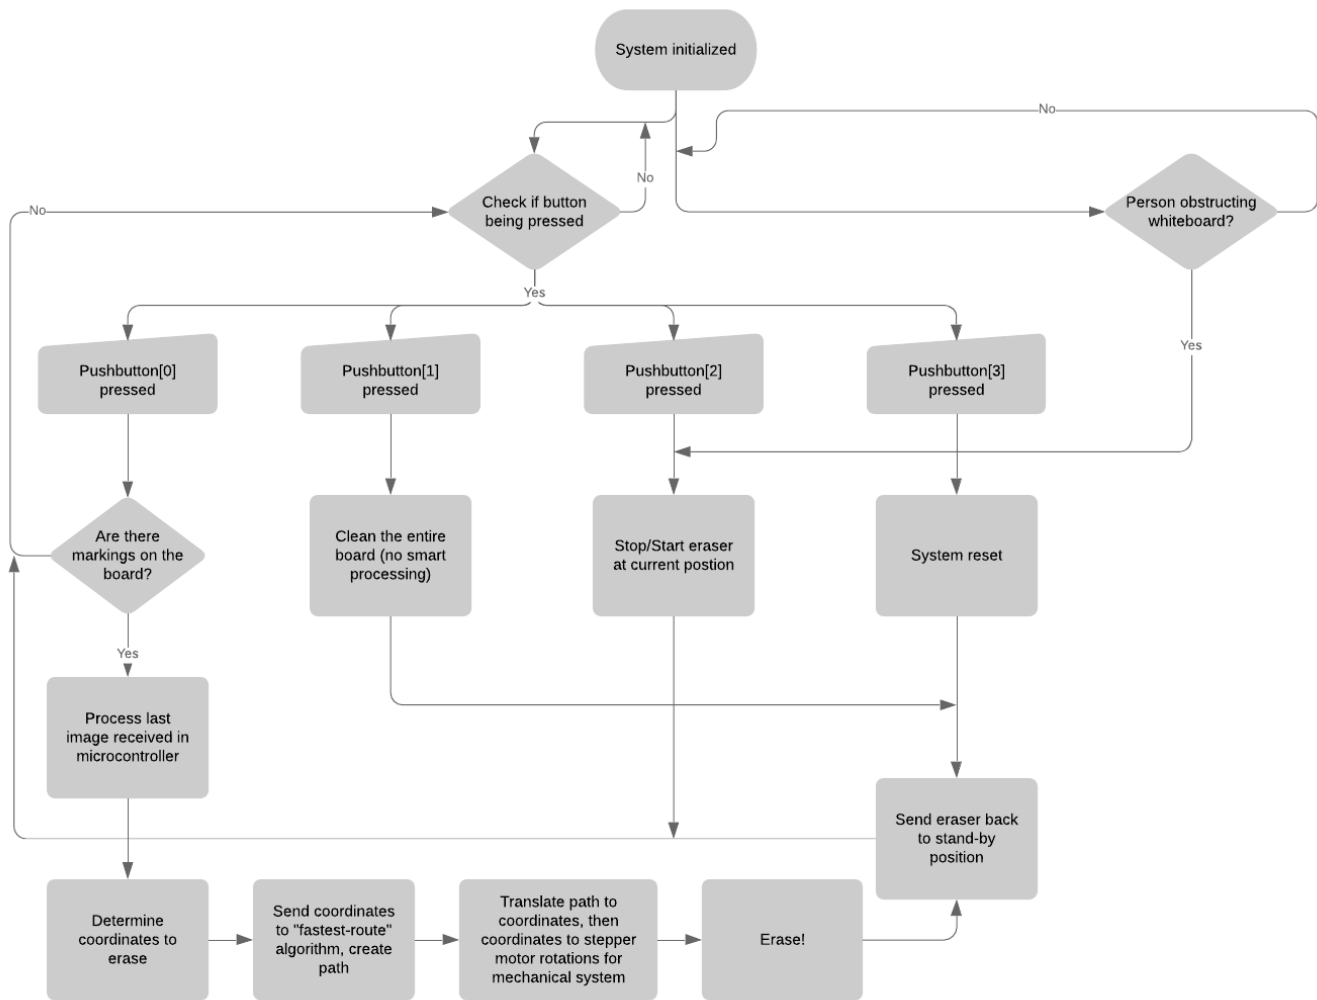 System initialized
No
Check if button
being pressed
No
No
Person obstructing
whiteboard?
Yes
Yes
Pushbutton[0]
pressed
Pushbutton[1]
pressed
Pushbutton[2]
pressed
Pushbutton[3]
pressed
Are there
markings on the
board?
Clean the entire
board (no smart
processing)
Stop/Start eraser
at current postion
System reset
Yes
Process last
image received in
microcontroller
Send eraser back
to stand-by
position
Determine
coordinates to
erase
Send coordinates
to "fastest-route"
algorithm, create
path
Translate path to
coordinates, then
coordinates to stepper
motor rotations for
mechanical system
Erase!